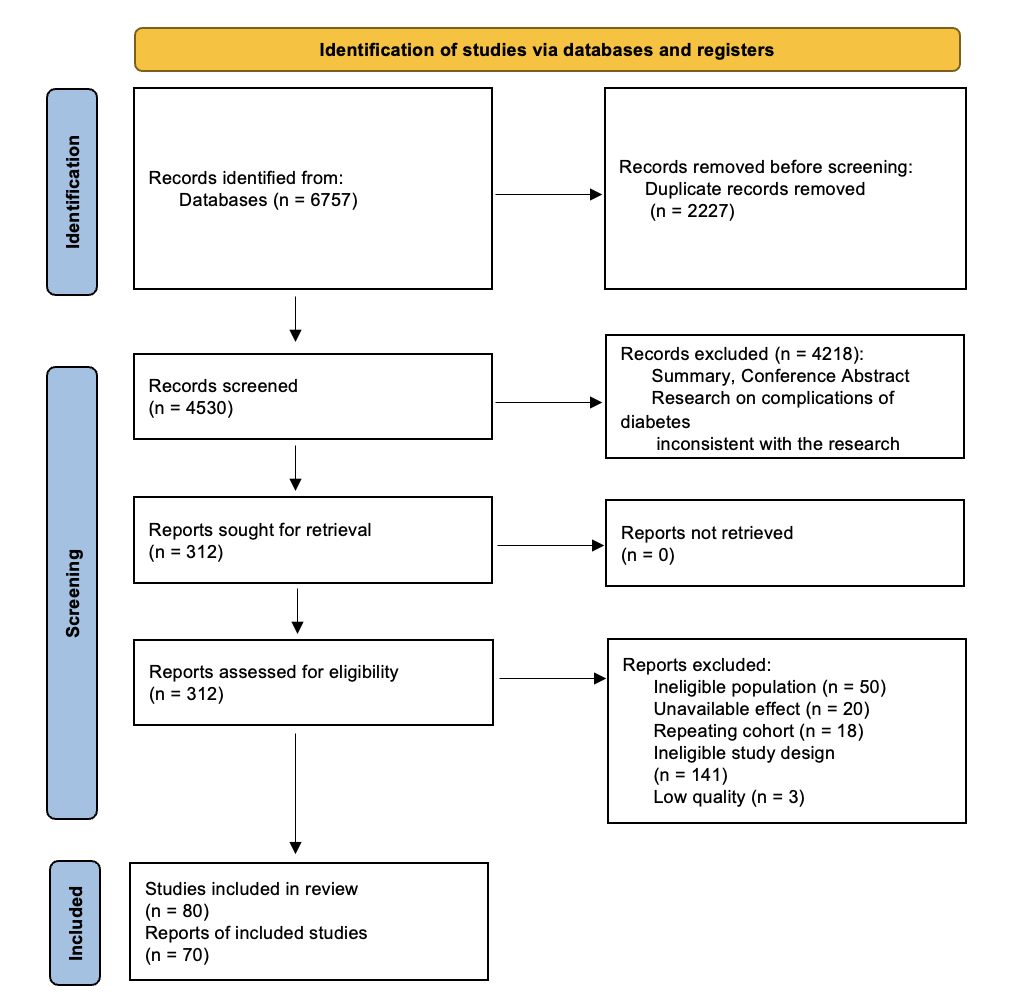 Identification of studies via databases and registers
Identification
Records identified from:
Databases (n = 6757)
Records removed before screening:
Duplicate records removed
(n = 2227)
Screening
Records screened
(n = 4530)
Records excluded (n = 4218):
Summary, Conference Abstract
Research on complications of
diabetes
inconsistent with the research
Reports sought for retrieval
(n = 312)
Reports not retrieved
(n = 0)
Reports assessed for eligibility
(n = 312)
Reports excluded:
Ineligible population (n = 50)
Unavailable effect (n = 20)
Repeating cohort (n = 18)
Ineligible study design
(n = 141)
Low quality (n = 3)
Included
Studies included in review
(n = 80)
Reports of included studies
(n = 70)